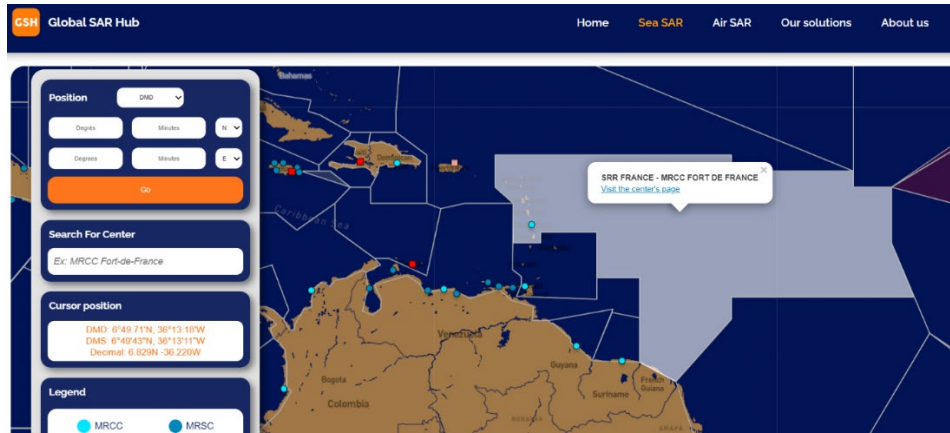 GSH Global SAR Hub
Home Sea SAR Air SAR Our solutions About us
Position DMD
Minutes N
Degrees Minutes E
Go
Search For Center
Ex: MRCC Fort-de-France
Cursor position
DMD: 6°49.71'N, 36°13.18'W
DMS: 6°49'43"N, 36°13'11"W
Decimal: 6.829N -36.220W
Legend
MRCC MRSC
Bahamas
Caribbean Sea
SRR FRANCE - MRCC FORT DE FRANCE
Visit the center's page
Venezuela
Guyana
Suriname
French
Guiana
Bogota
Colombia